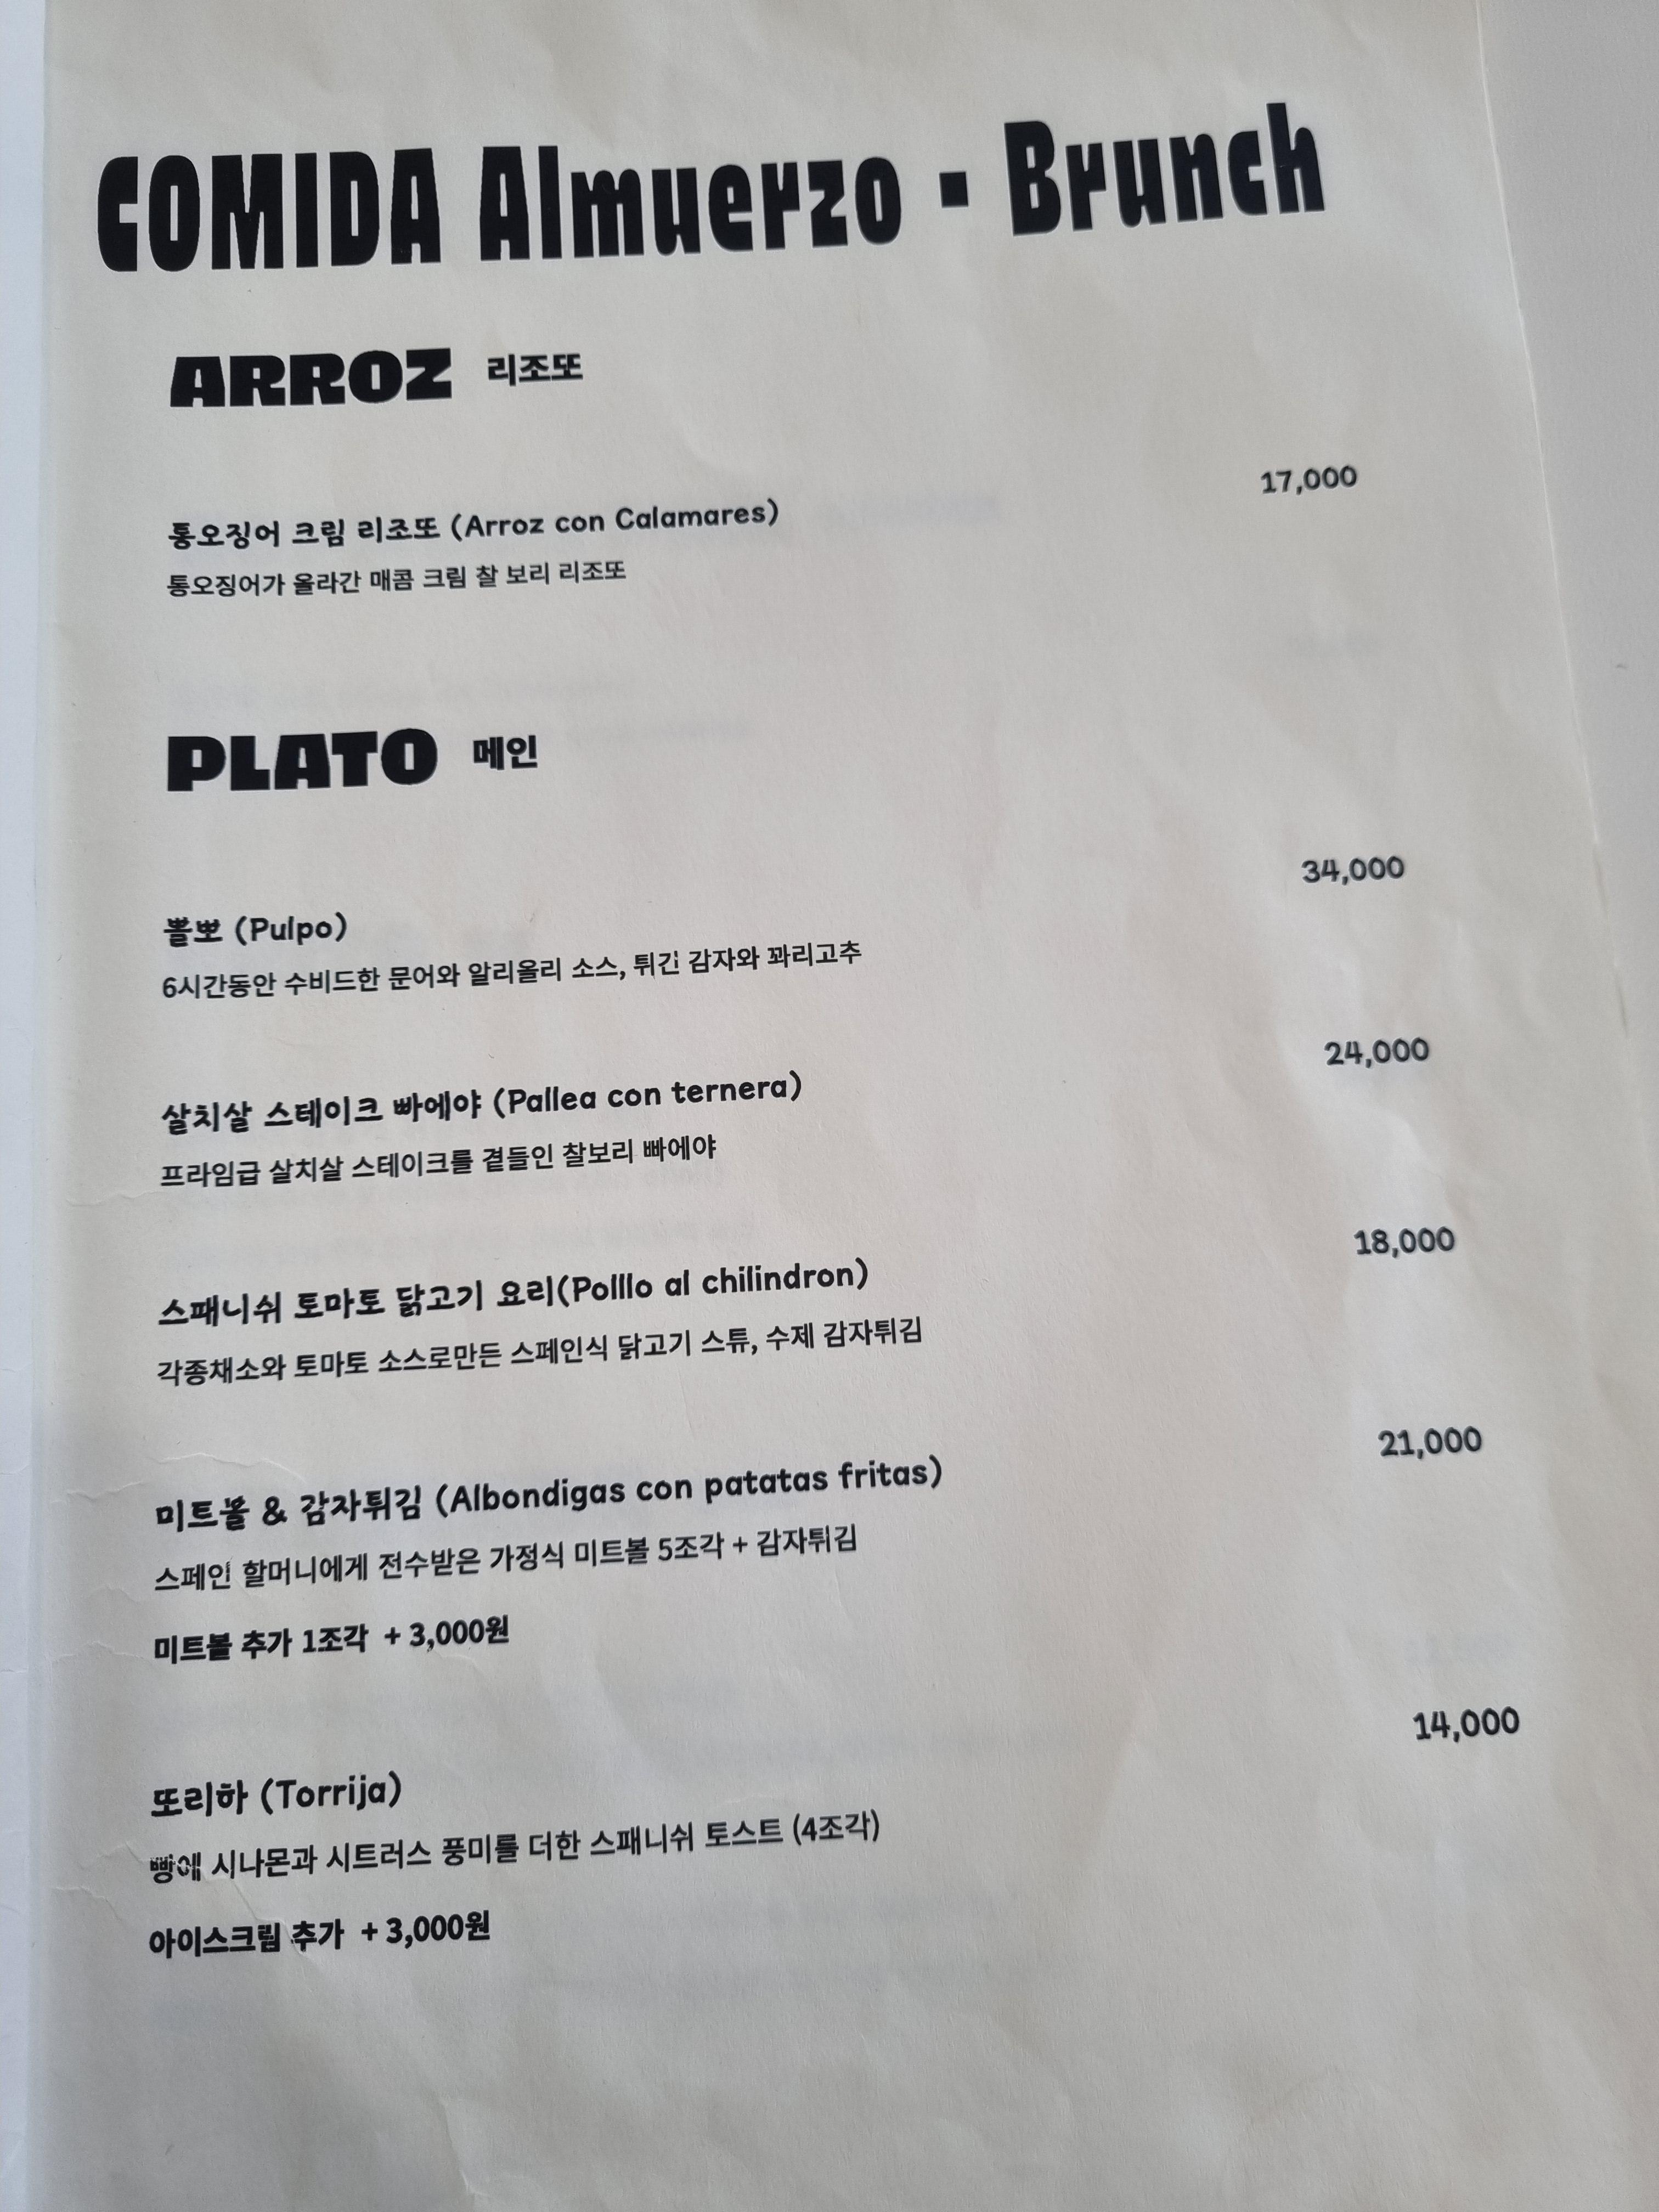 COMIDA Almuerzo - Brunch
ARROZ 리조또
17,000
통오징어 크림 리조또 (Arroz con Calamares)
통오징어가 올라간 매콤 크림 찰 보리 리조또
PLATO 메인
34,000
뽈뽀 (Pulpo)
6시간동안 수비드한 문어와 알리올리 소스, 튀긴 감자와 꽈리고추
24,000
살치살 스테이크 빠에야 (Pallea con ternera)
프라임급 살치살 스테이크를 곁들인 찰보리 빠에야
18,000
스패니쉬 토마토 닭고기 요리(Polllo al chilindron)
각종채소와 토마토 소스로만든 스페인식 닭고기 스튜, 수제 감자튀김
21,000
미트볼 & 감자튀김 (Albondigas con patatas fritas)
스페인 할머니에게 전수받은 가정식 미트볼 5조각 + 감자튀김
미트볼 추가 1조각 + 3,000원
14,000
또리하 (Torrija)
빵에 시나몬과 시트러스 풍미를 더한 스패니쉬 토스트 (4조각)
아이스크림 추가 + 3,000원